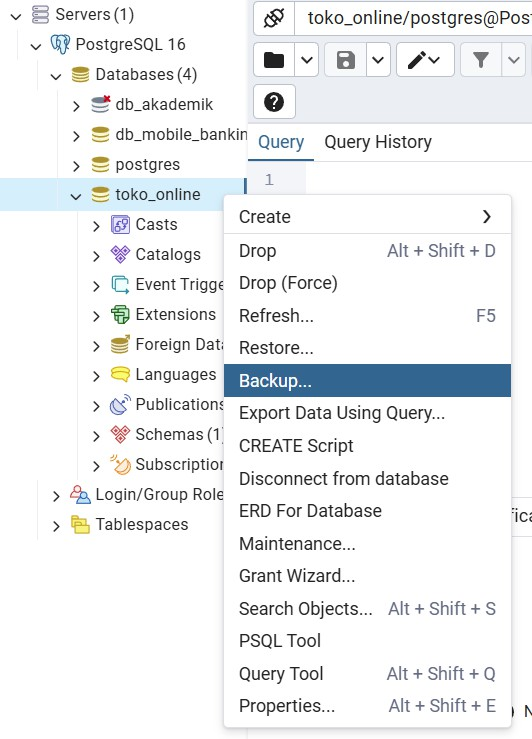 Servers (1)
PostgreSQL 16
Databases (4)
db_akademik
db_mobile_bankin
postgres
toko_online
Casts
Catalogs
Event Trigge
Extensions
Foreign Data
Languages
Publications
Schemas (1)
Subscription
Login/Group Role
Tablespaces
toko_online/postgres@Pos
Query Query History
1
Create
Drop Alt + Shift + D
Drop (Force)
Refresh... F5
Restore...
Backup...
Export Data Using Query...
CREATE Script
Disconnect from database
ERD For Database
Maintenance...
Grant Wizard...
Search Objects... Alt + Shift + S
PSQL Tool
Query Tool Alt + Shift + Q
Properties... Alt + Shift + E